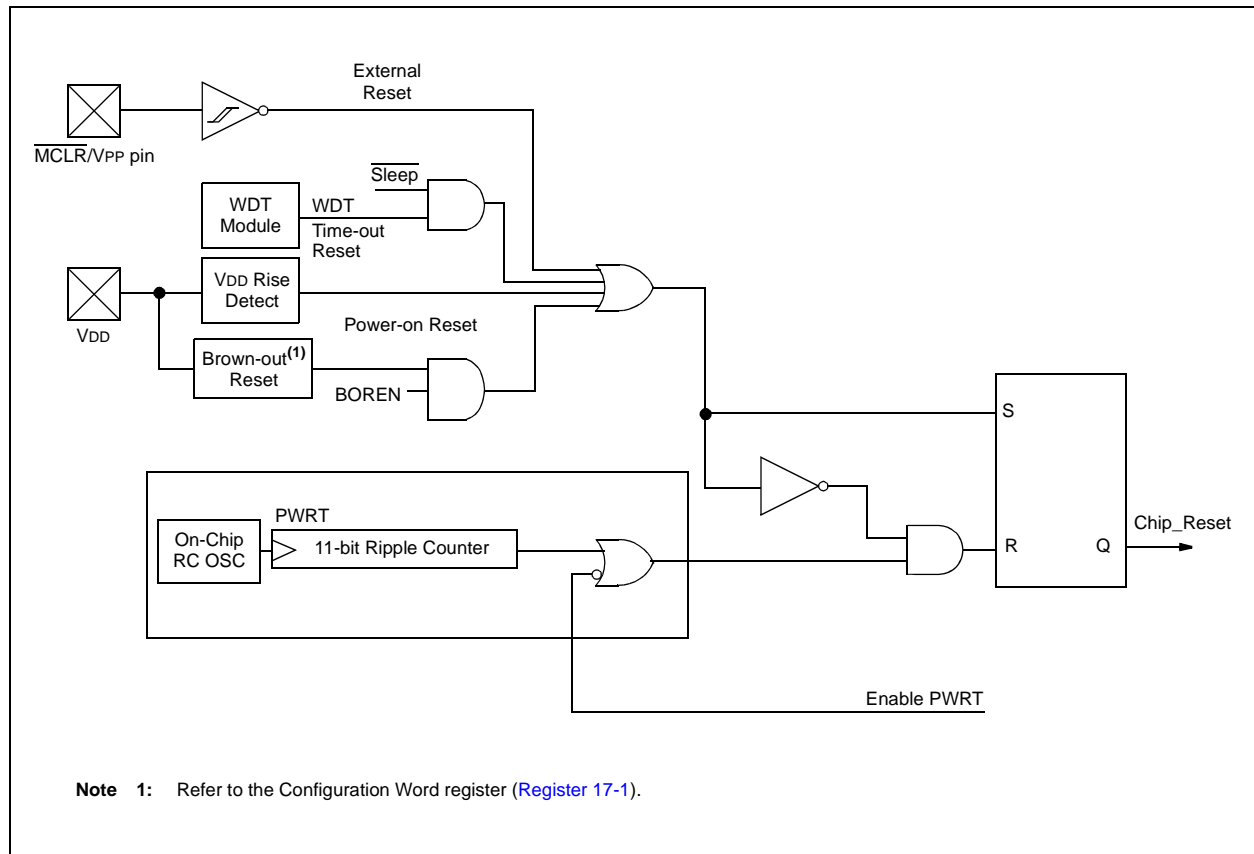 External
Reset
MCLR/VPP pin
Sleep
WDT
Module
WDT
Time-out
Reset
VDD
VDD Rise
Detect
Power-on Reset
Brown-out(1)
Reset
BOREN
S
R
Q
Chip_Reset
PWRT
On-Chip
RC OSC
11-bit Ripple Counter
Enable PWRT
Note 1: Refer to the Configuration Word register (Register 17-1).